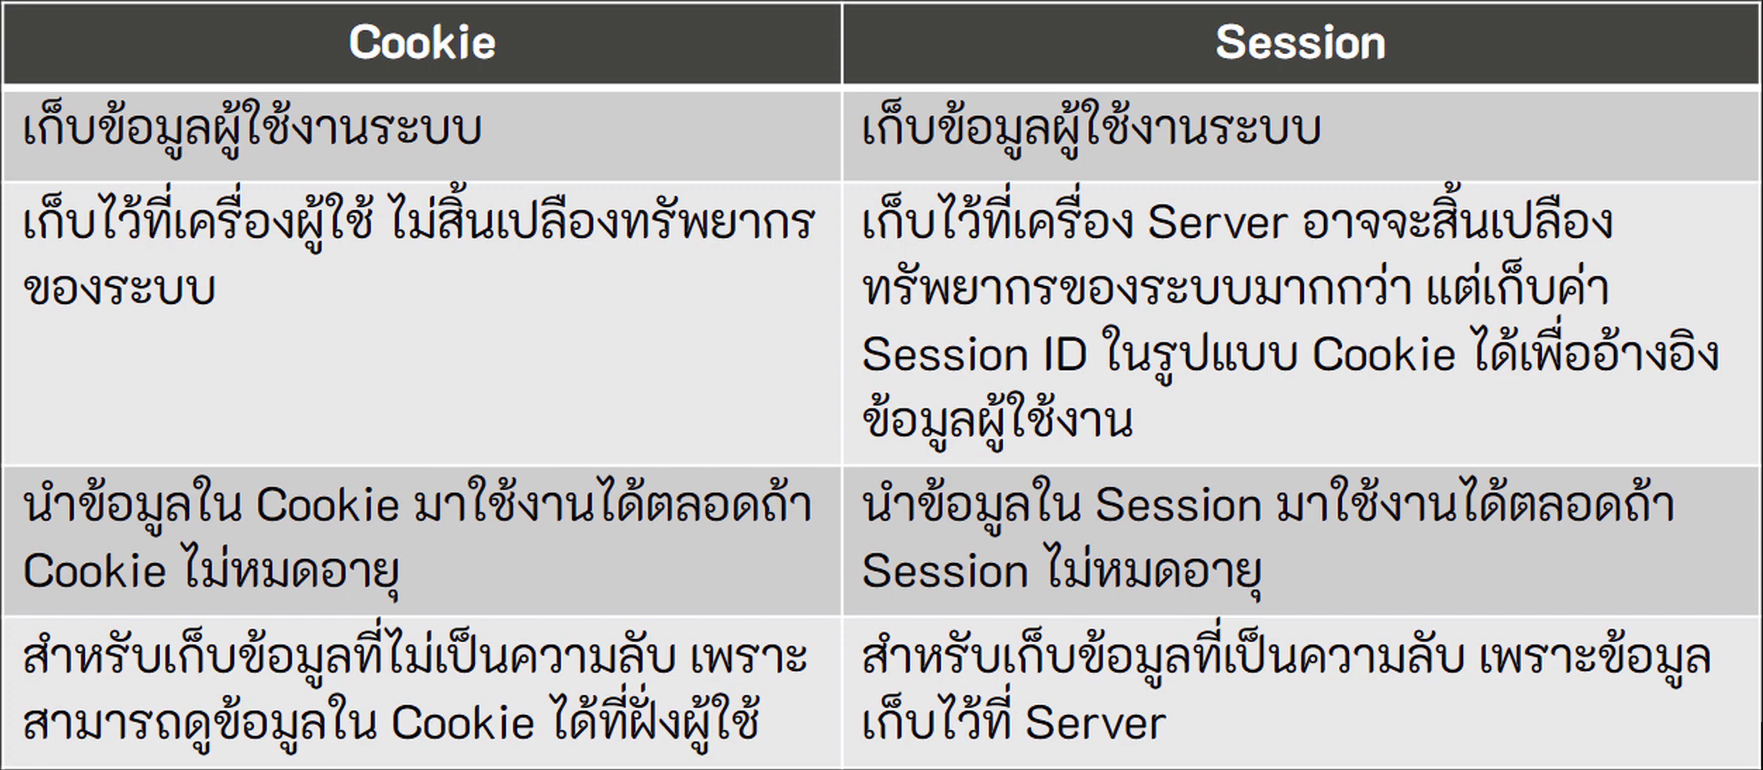 Cookie
Session
เก็บข้อมูลผู้ใช้งานระบบ
เก็บข้อมูลผู้ใช้งานระบบ
เก็บไว้ที่เครื่องผู้ใช้ ไม่สิ้นเปลืองทรัพยากร
ของระบบ
เก็บไว้ที่เครื่อง Server อาจจะสิ้นเปลือง
ทรัพยากรของระบบมากกว่า แต่เก็บค่า
Session ID ในรูปแบบ Cookie ได้เพื่ออ้างอิง
ข้อมูลผู้ใช้งาน
นำข้อมูลใน Cookie มาใช้งานได้ตลอดถ้า
Cookie ไม่หมดอายุ
นำข้อมูลใน Session มาใช้งานได้ตลอดถ้า
Session ไม่หมดอายุ
สำหรับเก็บข้อมูลที่ไม่เป็นความลับ เพราะ
สามารถดูข้อมูลใน Cookie ได้ที่ฝั่งผู้ใช้
สำหรับเก็บข้อมูลที่เป็นความลับ เพราะข้อมูล
เก็บไว้ที่ Server